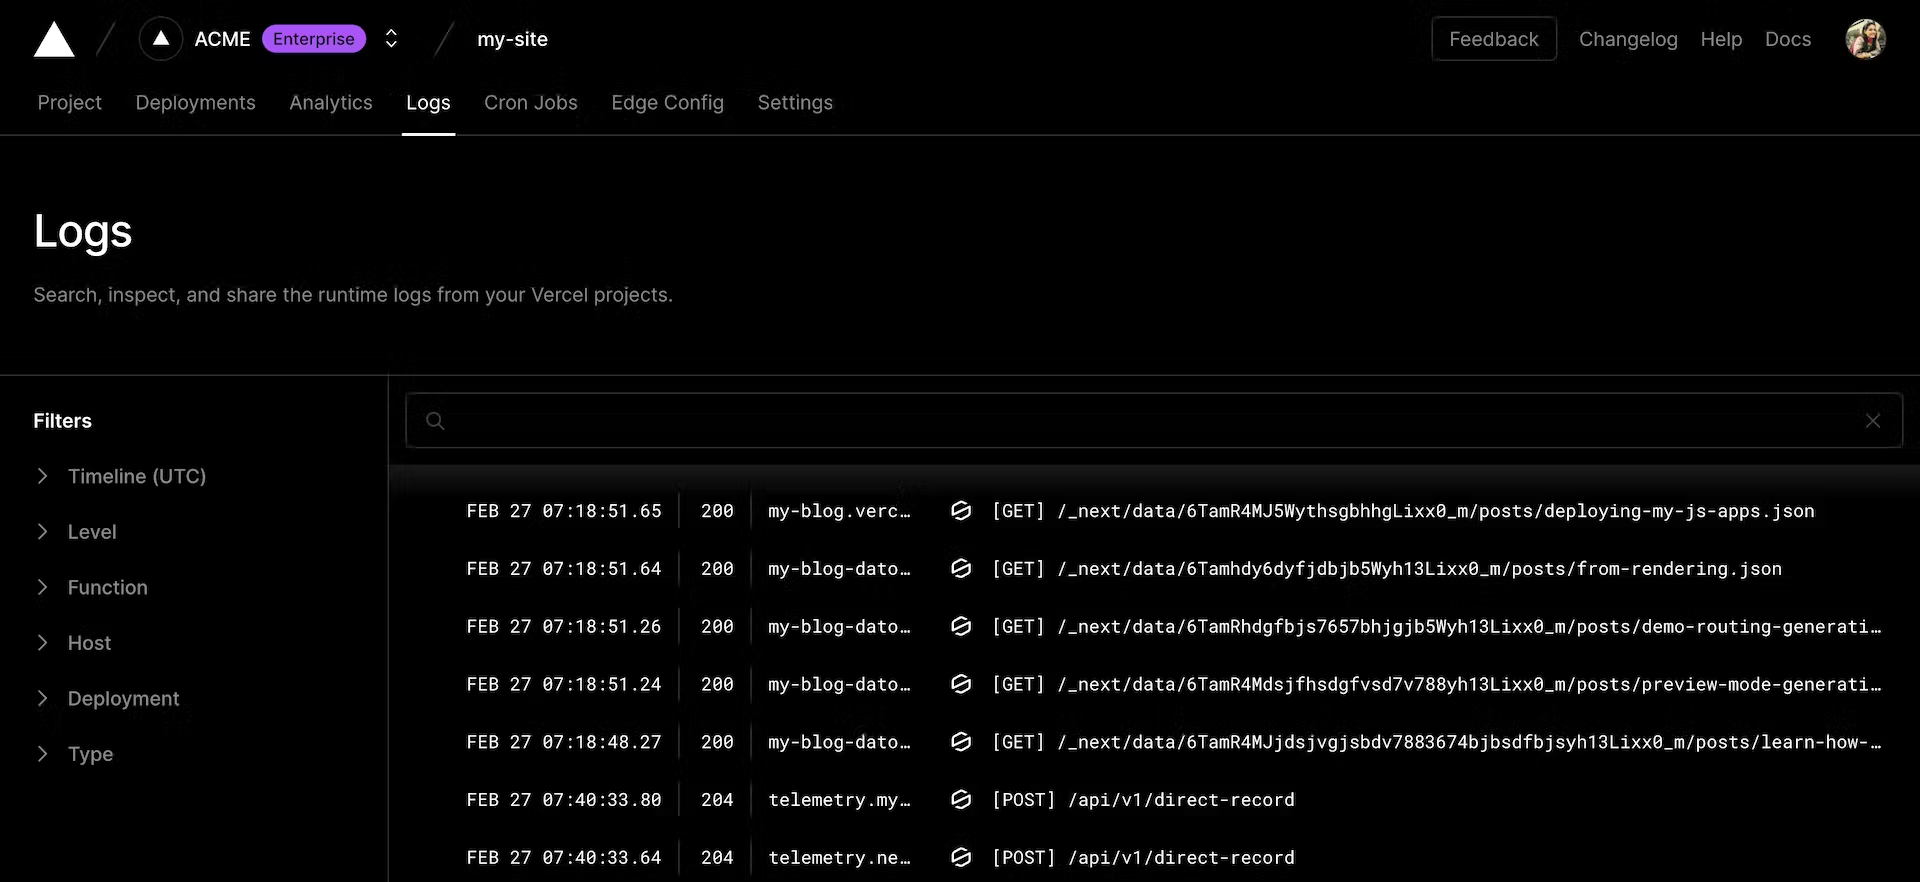 ACME Enterprise my-site Feedback Changelog Help Docs
Project Deployments Analytics Logs Cron Jobs Edge Config Settings
Logs
Search, inspect, and share the runtime logs from your Vercel projects.
Filters
Timeline (UTC)
Level
Function
Host
Deployment
Type
FEB 27 07:18:51.65 200 my-blog.verc… [GET] /_next/data/6TamR4MJ5WythsgbhhgLixx0_m/posts/deploying-my-js-apps.json
FEB 27 07:18:51.64 200 my-blog-dato… [GET] /_next/data/6Tamhdy6dyfjdbjb5Wyh13Lixx0_m/posts/from-rendering.json
FEB 27 07:18:51.26 200 my-blog-dato… [GET] /_next/data/6TamRhdgfbjs7657bhjgjb5Wyh13Lixx0_m/posts/demo-routing-generati…
FEB 27 07:18:51.24 200 my-blog-dato… [GET] /_next/data/6TamR4Mdsjfhsdgfvsd7v788yh13Lixx0_m/posts/preview-mode-generati…
FEB 27 07:18:48.27 200 my-blog-dato… [GET] /_next/data/6TamR4MJjdsjvgjsbdv7883674bjbsdfbjsyh13Lixx0_m/posts/learn-how-…
FEB 27 07:40:33.80 204 telemetry.my… [POST] /api/v1/direct-record
FEB 27 07:40:33.64 204 telemetry.ne… [POST] /api/v1/direct-record